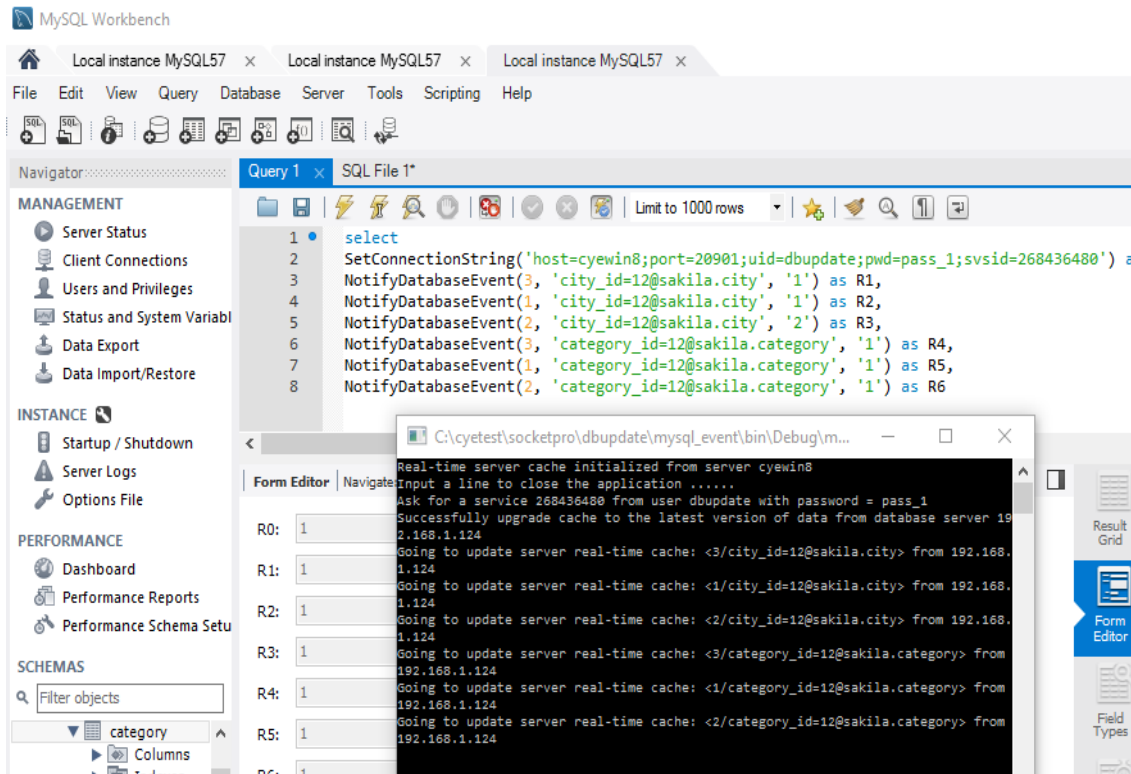 MySQL Workbench
Local instance MySQL57 × Local instance MySQL57 × Local instance MySQL57 ×
File Edit View Query Database Server Tools Scripting Help
Navigator
Query 1 × SQL File 1*
MANAGEMENT
Server Status
Client Connections
Users and Privileges
Status and System Variabl
Data Export
Data Import/Restore
INSTANCE
Startup / Shutdown
Server Logs
Options File
PERFORMANCE
Dashboard
Performance Reports
Performance Schema Setu
SCHEMAS
Filter objects
category
Columns
Limit to 1000 rows
1 select
2 SetConnectionString('host=cyewin8;port=20901;uid=dbupdate;pwd=pass_1;svsid=268436480') a
3 NotifyDatabaseEvent(3, 'city_id=12@sakila.city', '1') as R1,
4 NotifyDatabaseEvent(1, 'city_id=12@sakila.city', '1') as R2,
5 NotifyDatabaseEvent(2, 'city_id=12@sakila.city', '2') as R3,
6 NotifyDatabaseEvent(3, 'category_id=12@sakila.category', '1') as R4,
7 NotifyDatabaseEvent(1, 'category_id=12@sakila.category', '1') as R5,
8 NotifyDatabaseEvent(2, 'category_id=12@sakila.category', '1') as R6
Form Editor Navigate
R0: 1
R1: 1
R2: 1
R3: 1
R4: 1
R5: 1
R6: 1
C:\cyetest\socketpro\dbupdate\mysql_event\bin\Debug\m...
Real-time server cache initialized from server cyewin8
Input a line to close the application ......
Ask for a service 268436480 from user dbupdate with password = pass_1
Successfully upgrade cache to the latest version of data from database server 19
2.168.1.124
Going to update server real-time cache: <3/city_id=12@sakila.city> from 192.168.
1.124
Going to update server real-time cache: <1/city_id=12@sakila.city> from 192.168.
1.124
Going to update server real-time cache: <2/city_id=12@sakila.city> from 192.168.
1.124
Going to update server real-time cache: <3/category_id=12@sakila.category> from
192.168.1.124
Going to update server real-time cache: <1/category_id=12@sakila.category> from
192.168.1.124
Going to update server real-time cache: <2/category_id=12@sakila.category> from
192.168.1.124
Result
Grid
Form
Editor
Field
Types